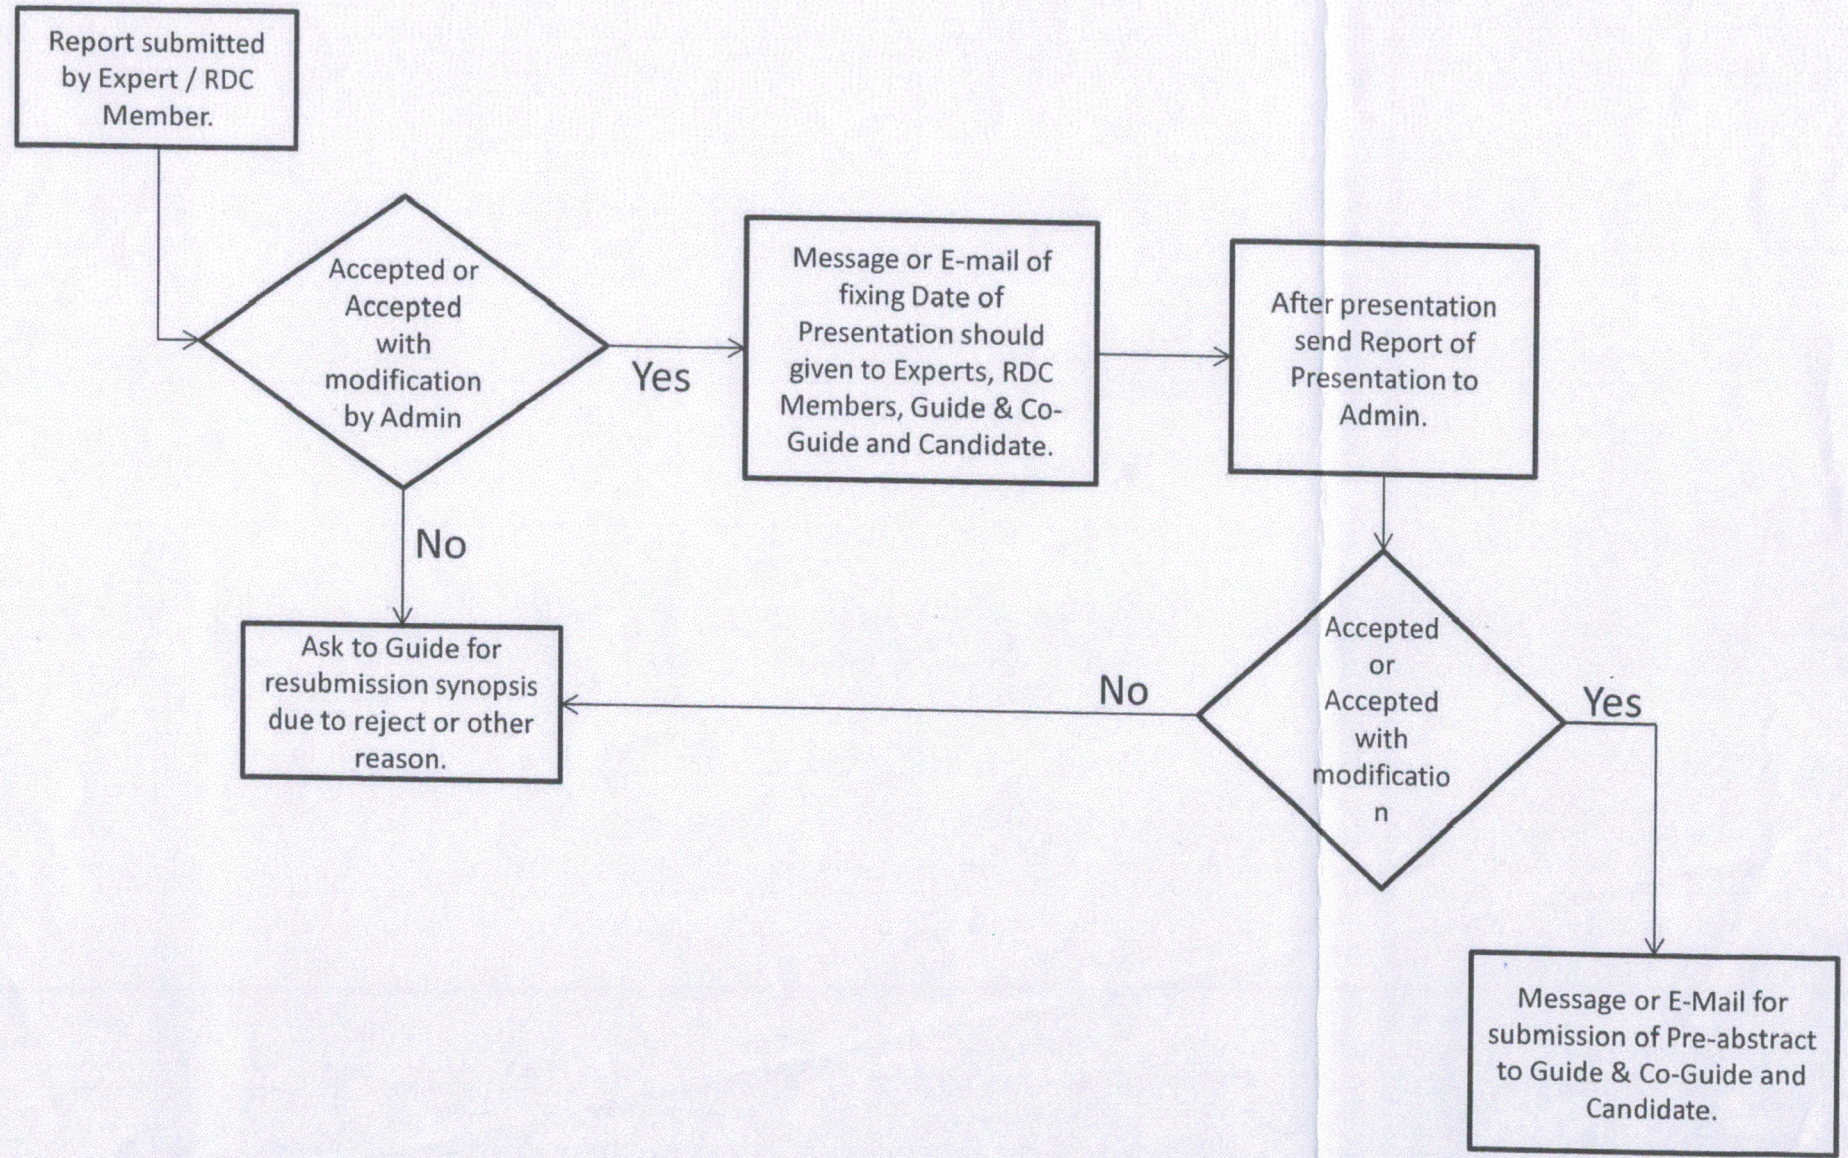 Report submitted
by Expert / RDC
Member.
Accepted or
Accepted
with
modification
by Admin
Yes
No
Message or E-mail of
fixing Date of
Presentation should
given to Experts, RDC
Members, Guide & Co-
Guide and Candidate.
After presentation
send Report of
Presentation to
Admin.
Ask to Guide for
resubmission synopsis
due to reject or other
reason.
No
Accepted
or
Accepted
with
modificatio
n
Yes
Message or E-Mail for
submission of Pre-abstract
to Guide & Co-Guide and
Candidate.